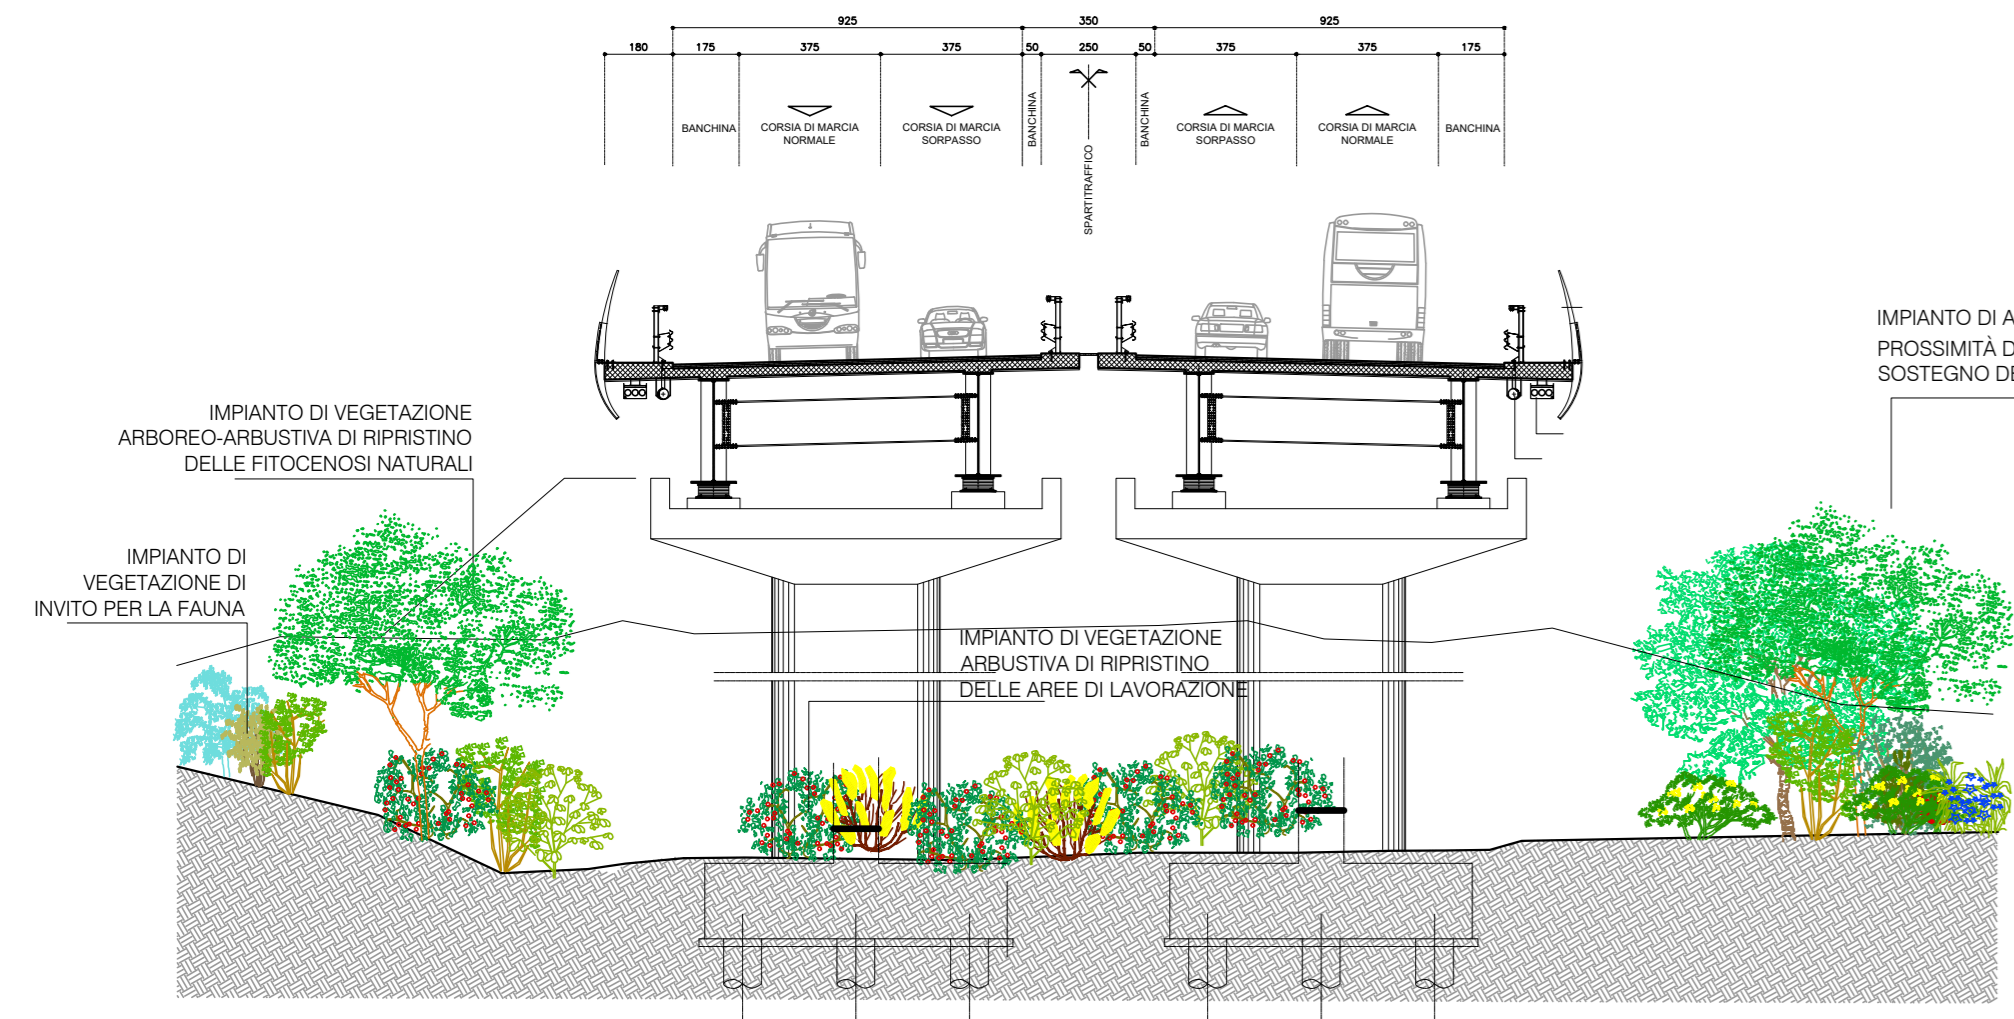 925 350 925
180 175 375 375 50 250 50 375 375 175
BANCHINA
CORSIA DI MARCIA
NORMALE
CORSIA DI MARCIA
SORPASSO
BANCHINA
SPARTITRAFFICO
BANCHINA
CORSIA DI MARCIA
SORPASSO
CORSIA DI MARCIA
NORMALE
BANCHINA
IMPIANTO DI A
PROSSIMITÀ D
SOSTEGNO DE
IMPIANTO DI VEGETAZIONE
ARBOREO-ARBUSTIVA DI RIPRISTINO
DELLE FITOCENOSI NATURALI
IMPIANTO DI
VEGETAZIONE DI
INVITO PER LA FAUNA
IMPIANTO DI VEGETAZIONE
ARBUSTIVA DI RIPRISTINO
DELLE AREE DI LAVORAZIONE